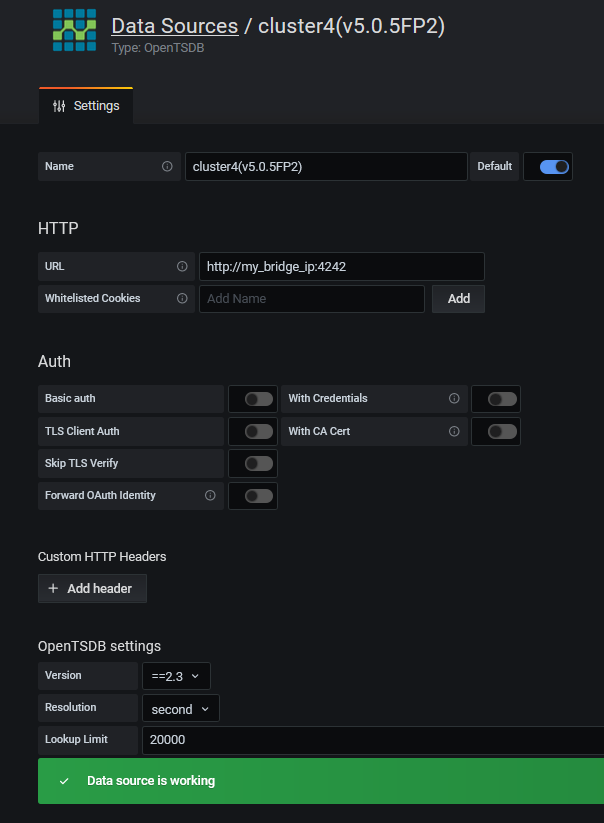 Data Sources / cluster4(v5.0.5FP2)
Type: OpenTSDB
Settings
Name cluster4(v5.0.5FP2) Default
HTTP
URL http://my_bridge_ip:4242
Whitelisted Cookies Add Name Add
Auth
Basic auth With Credentials
TLS Client Auth With CA Cert
Skip TLS Verify
Forward OAuth Identity
Custom HTTP Headers
+ Add header
OpenTSDB settings
Version ==2.3
Resolution second
Lookup Limit 20000
Data source is working